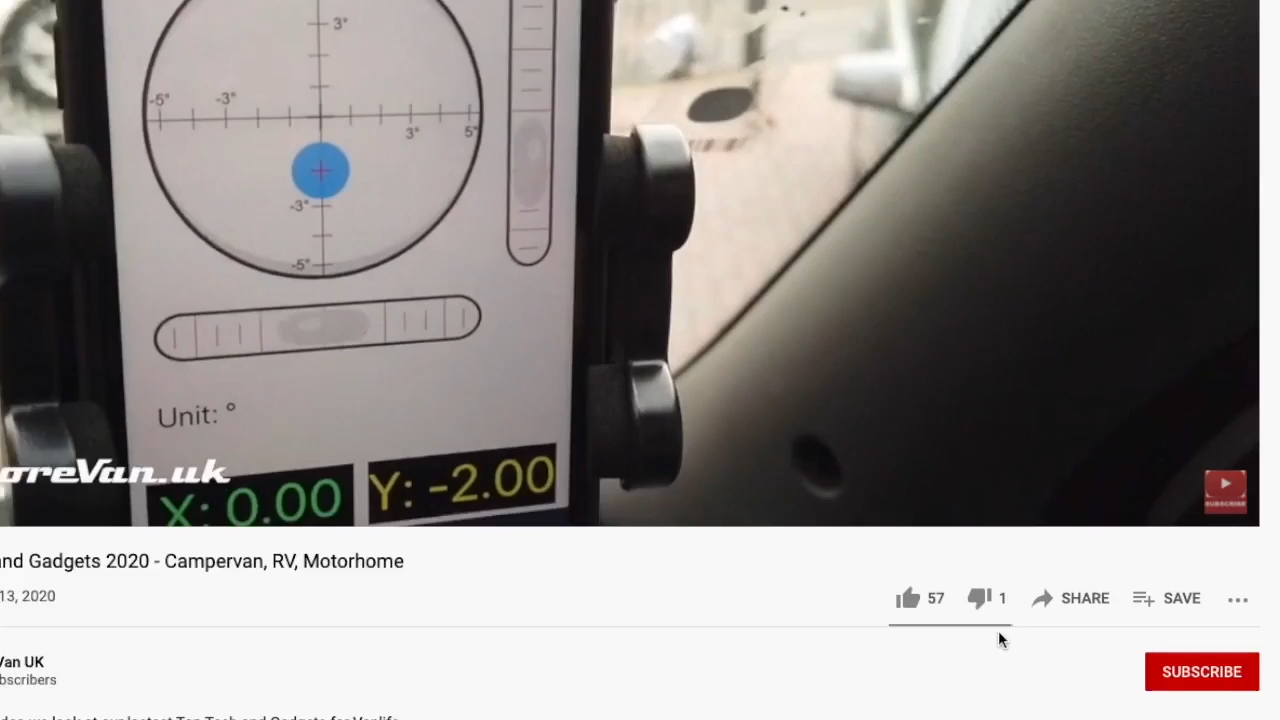 3°
-5°
-3°
3°
5°
-3°
-5°
Unit: °
oreVan.uk
X: 0.00
Y: -2.00
SUBSCRIBE
nd Gadgets 2020 - Campervan, RV, Motorhome
13, 2020
57
1
SHARE
SAVE
Van UK
bscribers
SUBSCRIBE